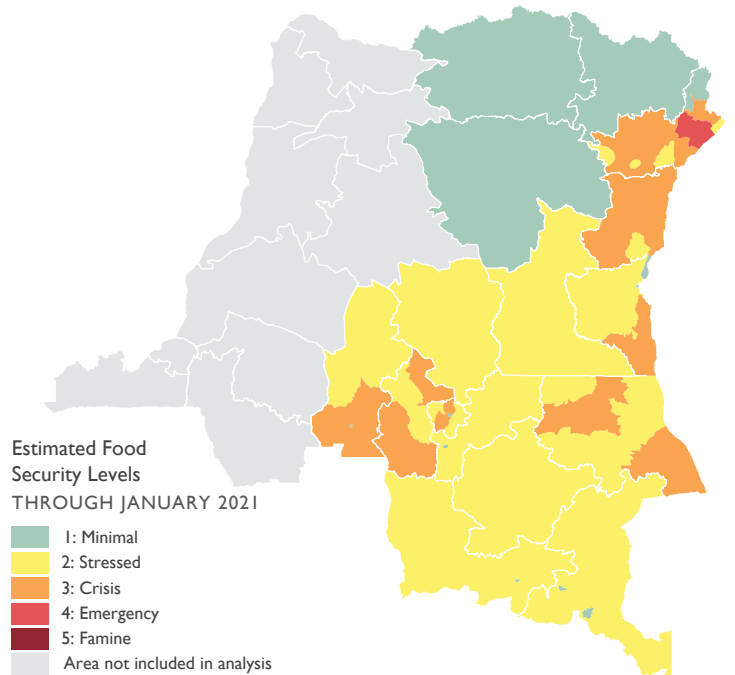 Estimated Food
Security Levels
THROUGH JANUARY 2021
1: Minimal
2: Stressed
3: Crisis
4: Emergency
5: Famine
Area not included in analysis